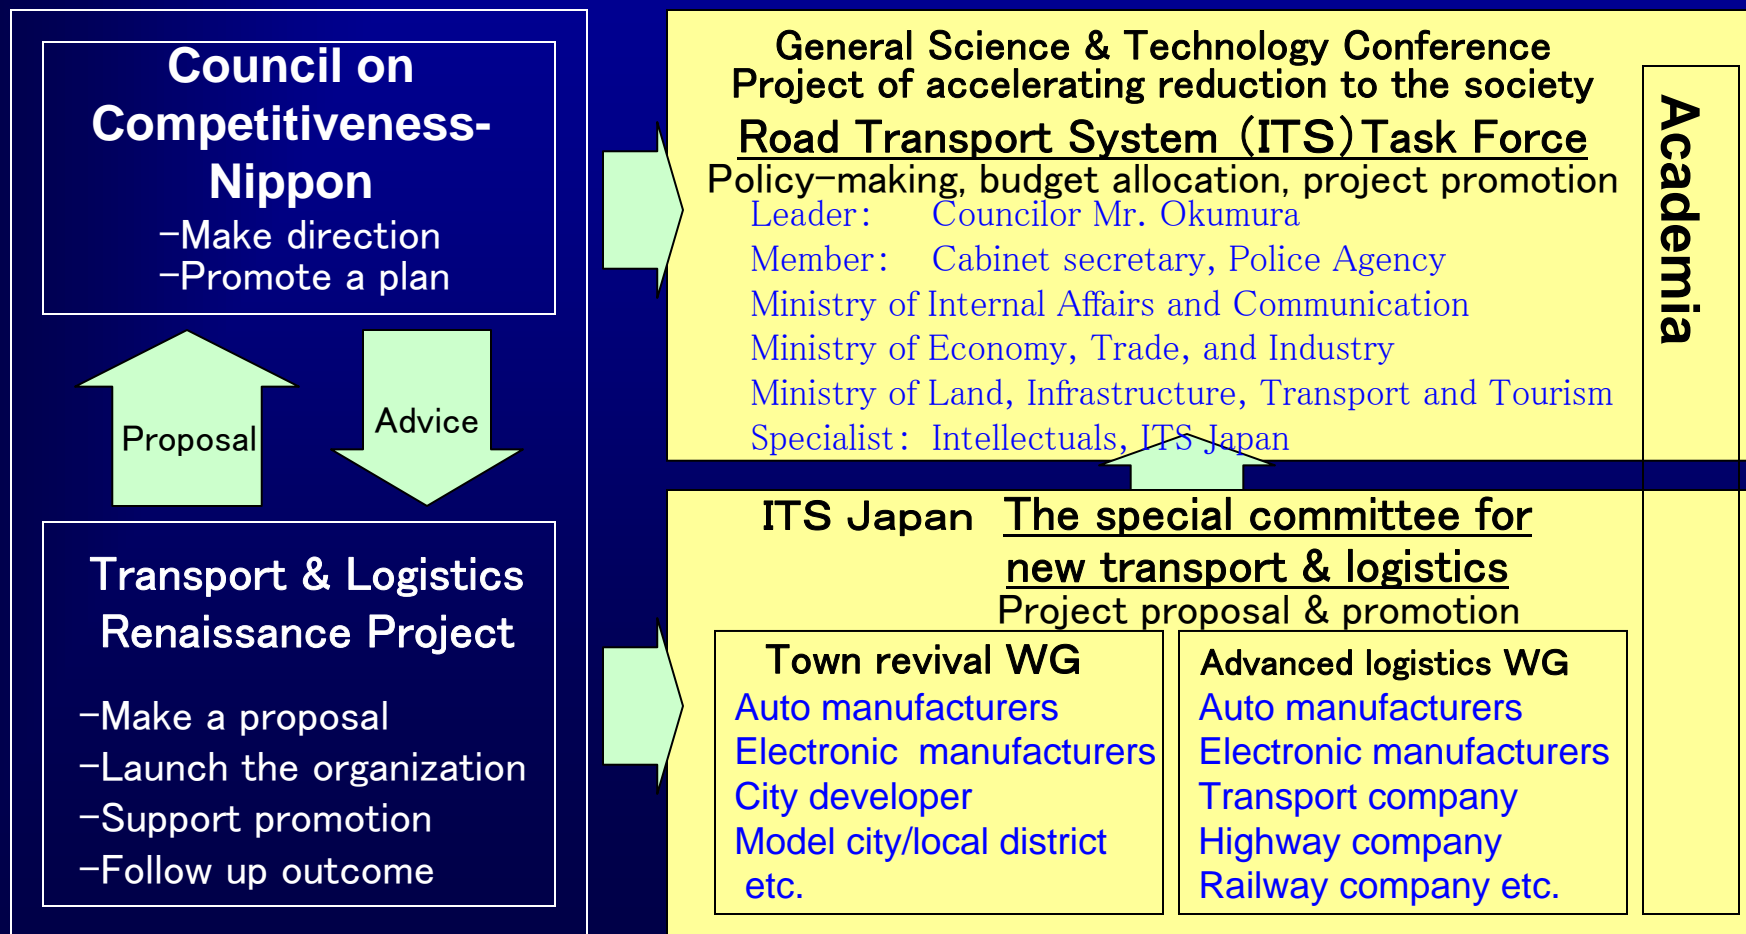 Council on
Competitiveness-
Nippon
-Make direction
-Promote a plan
Proposal
Advice
Transport & Logistics
Renaissance Project
-Make a proposal
-Launch the organization
-Support promotion
-Follow up outcome
General Science & Technology Conference
Project of accelerating reduction to the society
Road Transport System (ITS) Task Force
Policy-making, budget allocation, project promotion
Leader: Councilor Mr. Okumura
Member: Cabinet secretary, Police Agency
Ministry of Internal Affairs and Communication
Ministry of Economy, Trade, and Industry
Ministry of Land, Infrastructure, Transport and Tourism
Specialist: Intellectuals, ITS Japan
ITS Japan The special committee for
new transport & logistics
Project proposal & promotion
Town revival WG
Auto manufacturers
Electronic manufacturers
City developer
Model city/local district
etc.
Advanced logistics WG
Auto manufacturers
Electronic manufacturers
Transport company
Highway company
Railway company etc.
Academia